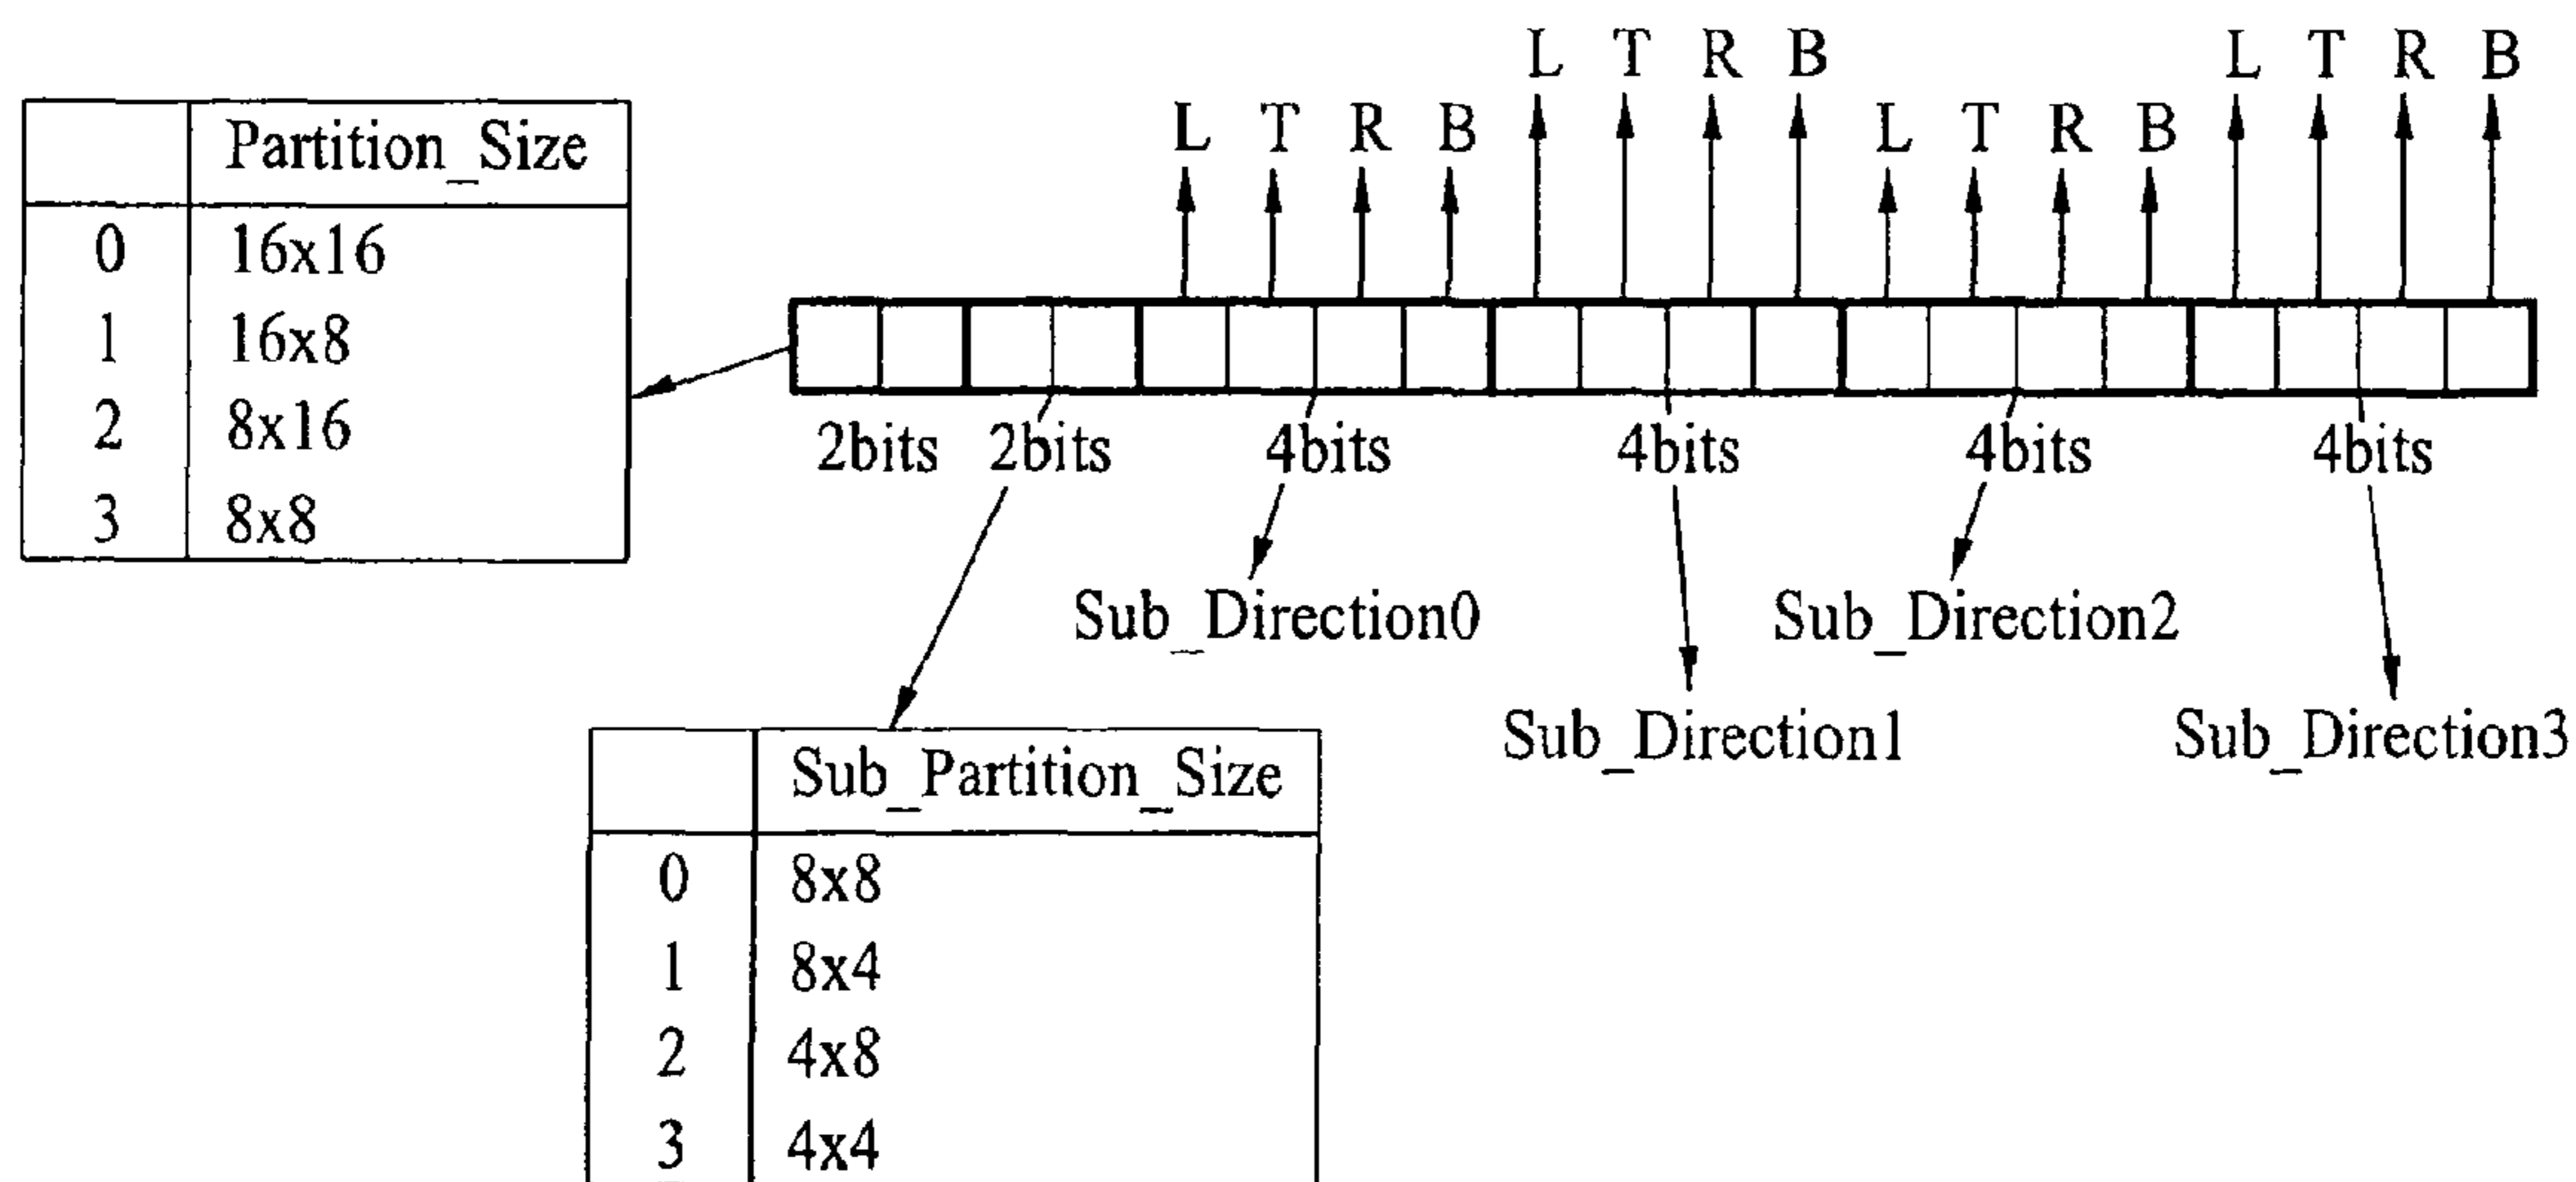 L T R B L T R B
L T R B L T R B
Partition_Size
0 16x16
1 16x8
2 8x16
3 8x8
2bits 2bits 4bits 4bits 4bits 4bits
Sub_Direction0 Sub_Direction2
Sub_Direction1 Sub_Direction3
Sub_Partition_Size
0 8x8
1 8x4
2 4x8
3 4x4